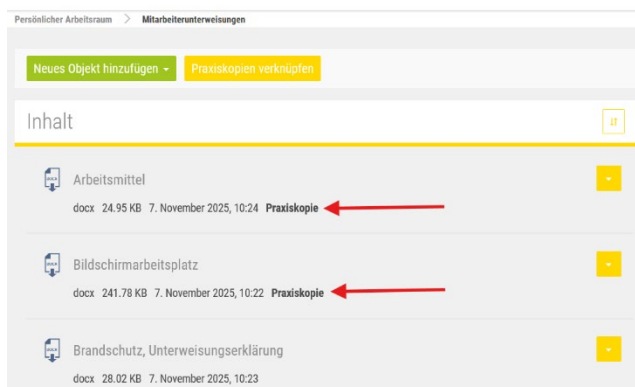 Persönlicher Arbeitsraum > Mitarbeiterunterweisungen
Neues Objekt hinzufügen Praxiskopien verknüpfen
Inhalt
Arbeitsmittel
docx 24.95 KB 7. November 2025, 10:24 Praxiskopie
Bildschirmarbeitsplatz
docx 241.78 KB 7. November 2025, 10:22 Praxiskopie
Brandschutz, Unterweisungserklärung
docx 28.02 KB 7. November 2025, 10:23